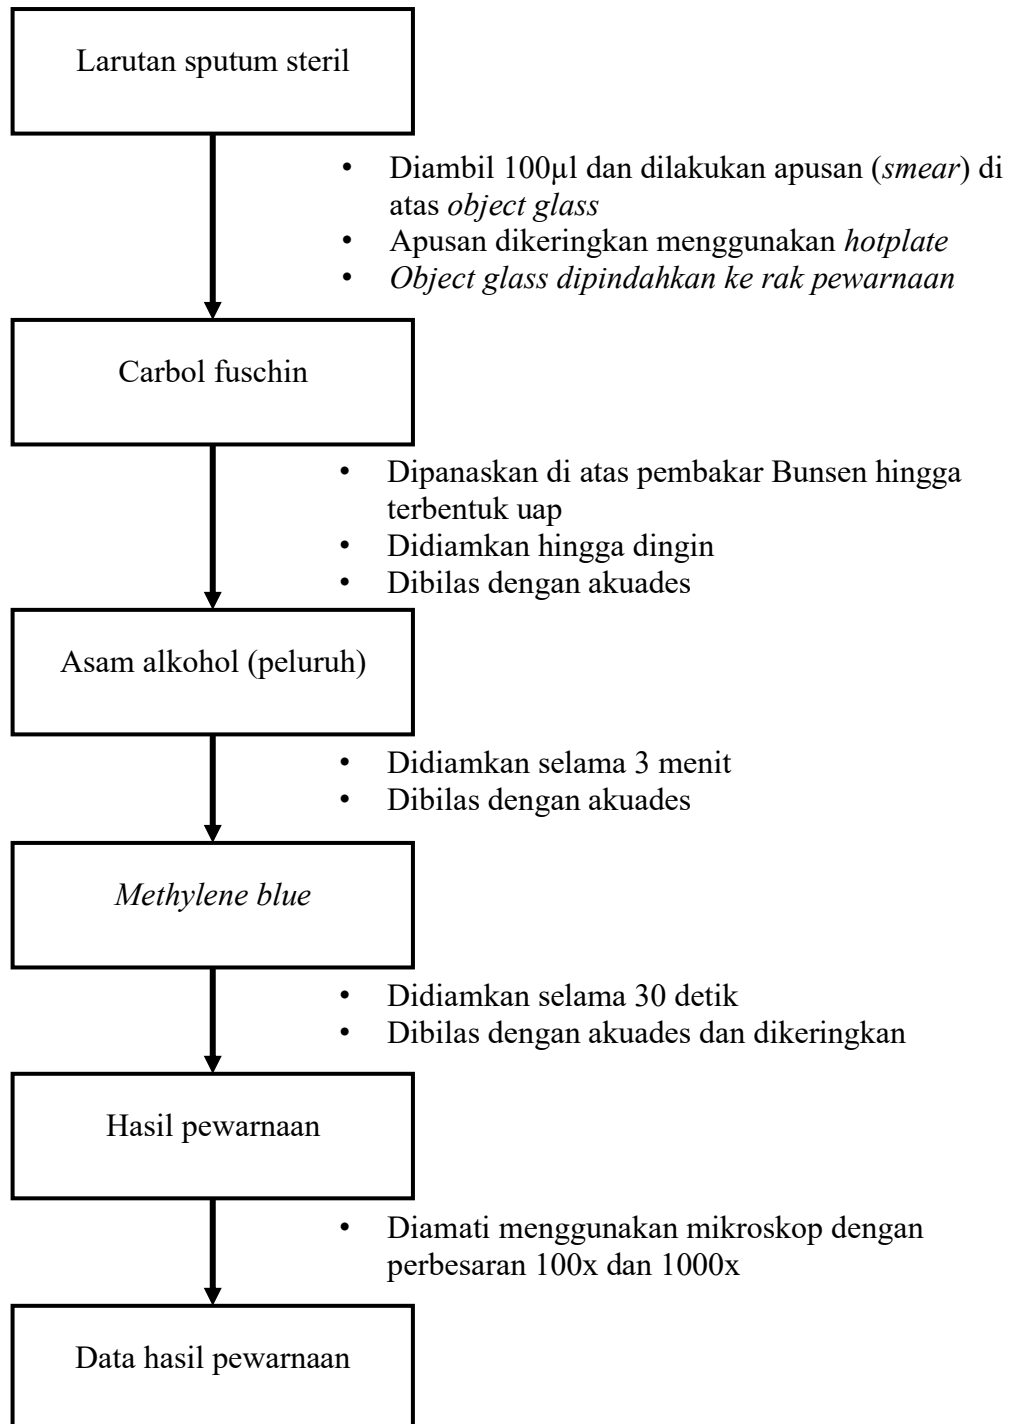 Larutan sputum steril
• Diambil 100µl dan dilakukan apusan (smear) di
atas object glass
• Apusan dikeringkan menggunakan hotplate
• Object glass dipindahkan ke rak pewarnaan
Carbol fuschin
• Dipanaskan di atas pembakar Bunsen hingga
terbentuk uap
• Didiamkan hingga dingin
• Dibilas dengan akuades
Asam alkohol (peluruh)
• Didiamkan selama 3 menit
• Dibilas dengan akuades
Methylene blue
• Didiamkan selama 30 detik
• Dibilas dengan akuades dan dikeringkan
Hasil pewarnaan
• Diamati menggunakan mikroskop dengan
perbesaran 100x dan 1000x
Data hasil pewarnaan